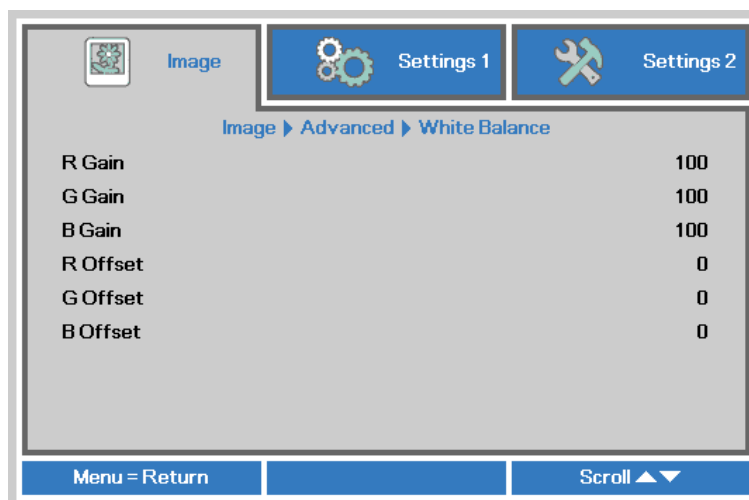 Image Settings 1 Settings 2
Image Advanced White Balance
R Gain 100
G Gain 100
B Gain 100
R Offset 0
G Offset 0
B Offset 0
Menu = Return Scroll